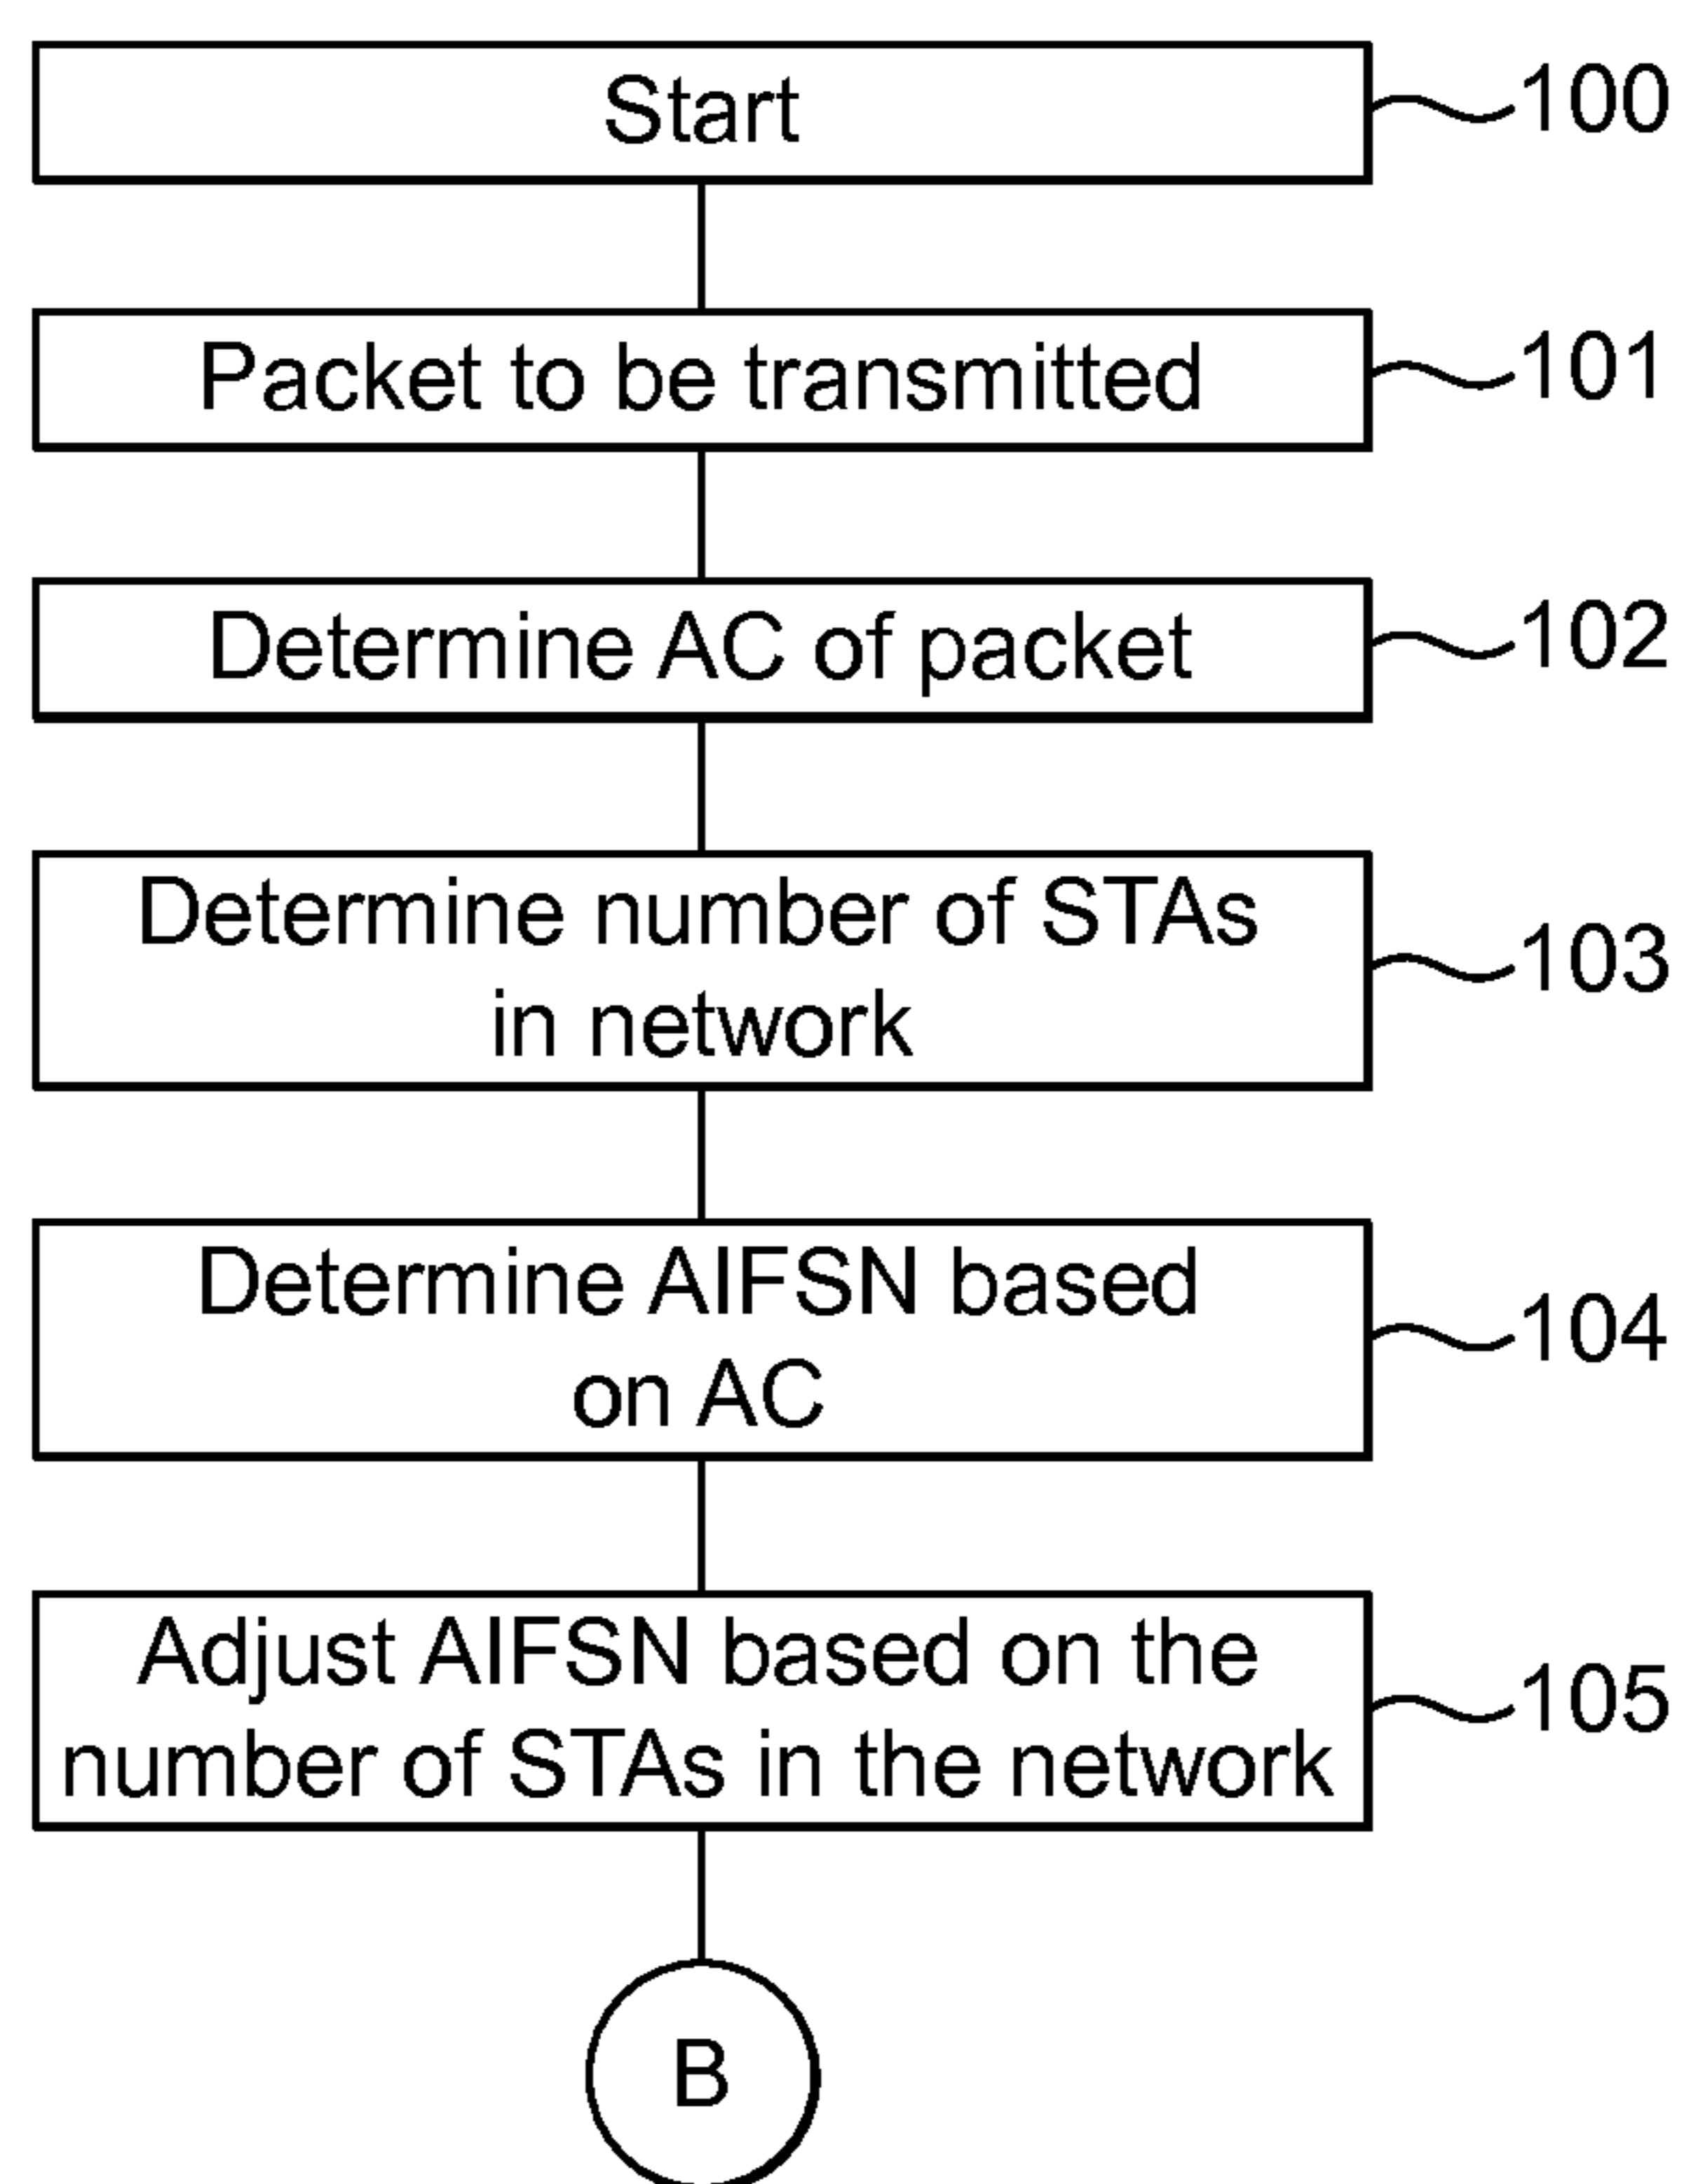 Start
100
Packet to be transmitted
101
Determine AC of packet
102
Determine number of STAs
in network
103
Determine AIFSN based
on AC
104
Adjust AIFSN based on the
number of STAs in the network
105
B